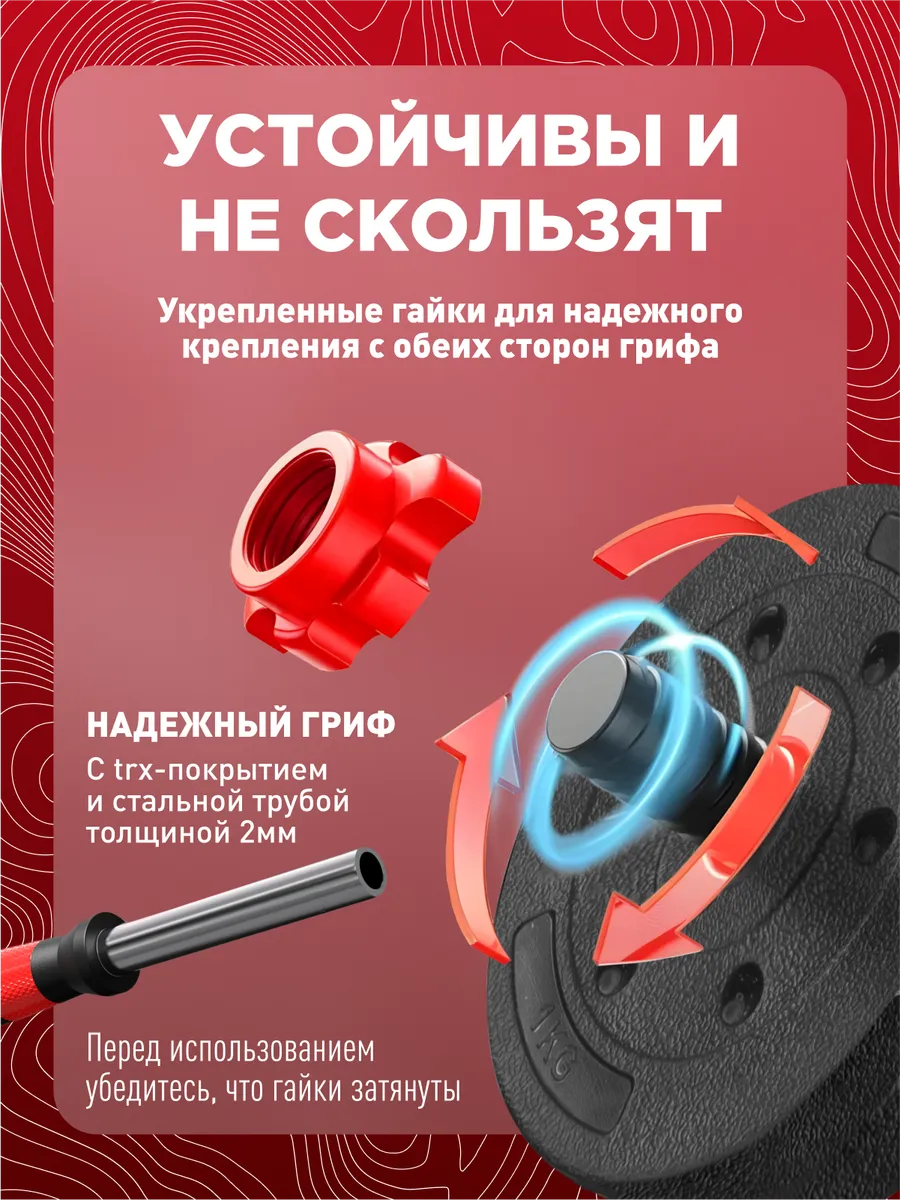 УСТОЙЧИВЫ И
НЕ СКОЛЬЗЯТ
Укрепленные гайки для надежного
крепления с обеих сторон грифа
НАДЕЖНЫЙ ГРИФ
С trx-покрытием
и стальной трубой
толщиной 2мм
1KG
Перед использованием
убедитесь, что гайки затянуты